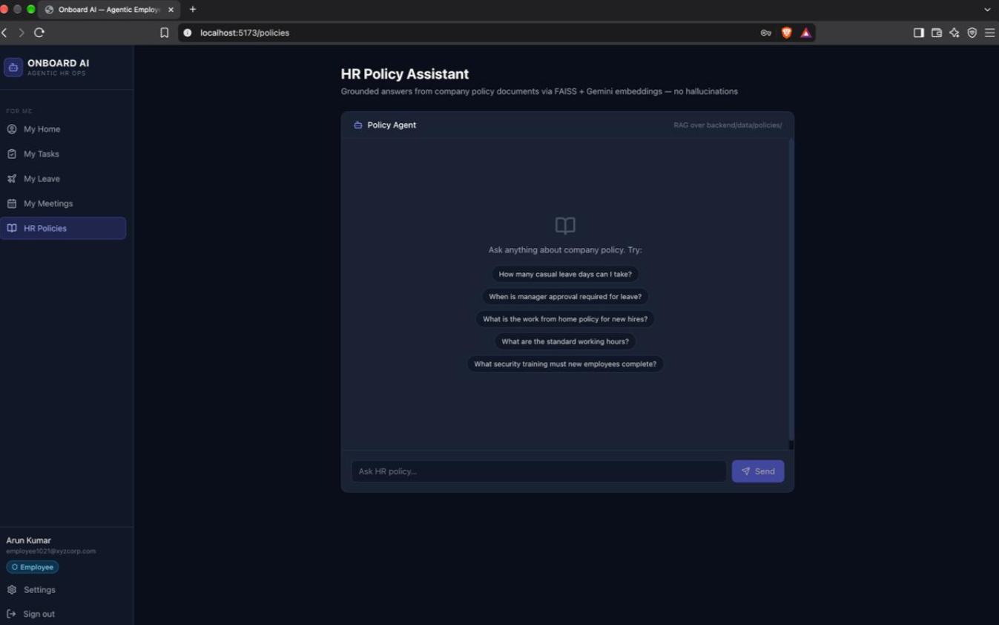 Onboard AI — Agentic Employe
localhost:5173/policies
ONBOARD AI
AGENTIC HR OPS
FOR ME
My Home
My Tasks
My Leave
My Meetings
HR Policies
Arun Kumar
employee1021@xyzcorp.com
Employee
Settings
Sign out
HR Policy Assistant
Grounded answers from company policy documents via FAISS + Gemini embeddings — no hallucinations
Policy Agent
RAG over backend/data/policies/
Ask anything about company policy. Try:
How many casual leave days can I take?
When is manager approval required for leave?
What is the work from home policy for new hires?
What are the standard working hours?
What security training must new employees complete?
Ask HR policy...
Send